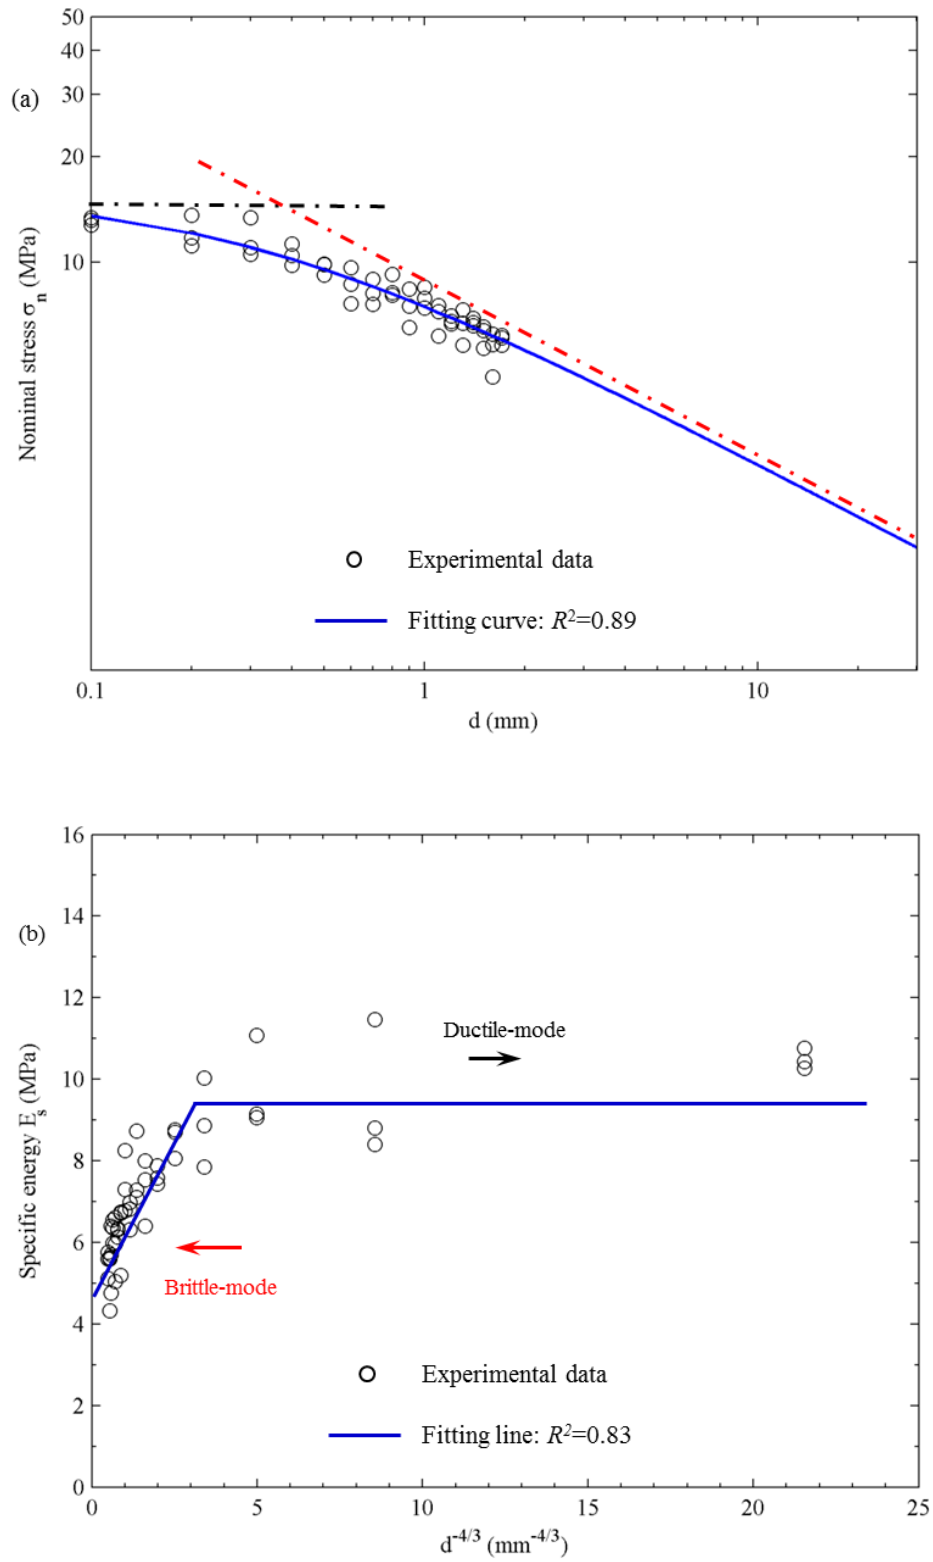 50
40
30
(a)
20
10
Nominal stress σn (MPa)
Experimental data
Fitting curve: R²=0.89
0.1 1 10
d (mm)
16
14
(b)
12
Ductile-mode
10
Specific energy Es (MPa)
8
6
Brittle-mode
4
Experimental data
2
Fitting line: R²=0.83
0
0 5 10 15 20 25
d-4/3 (mm-4/3)